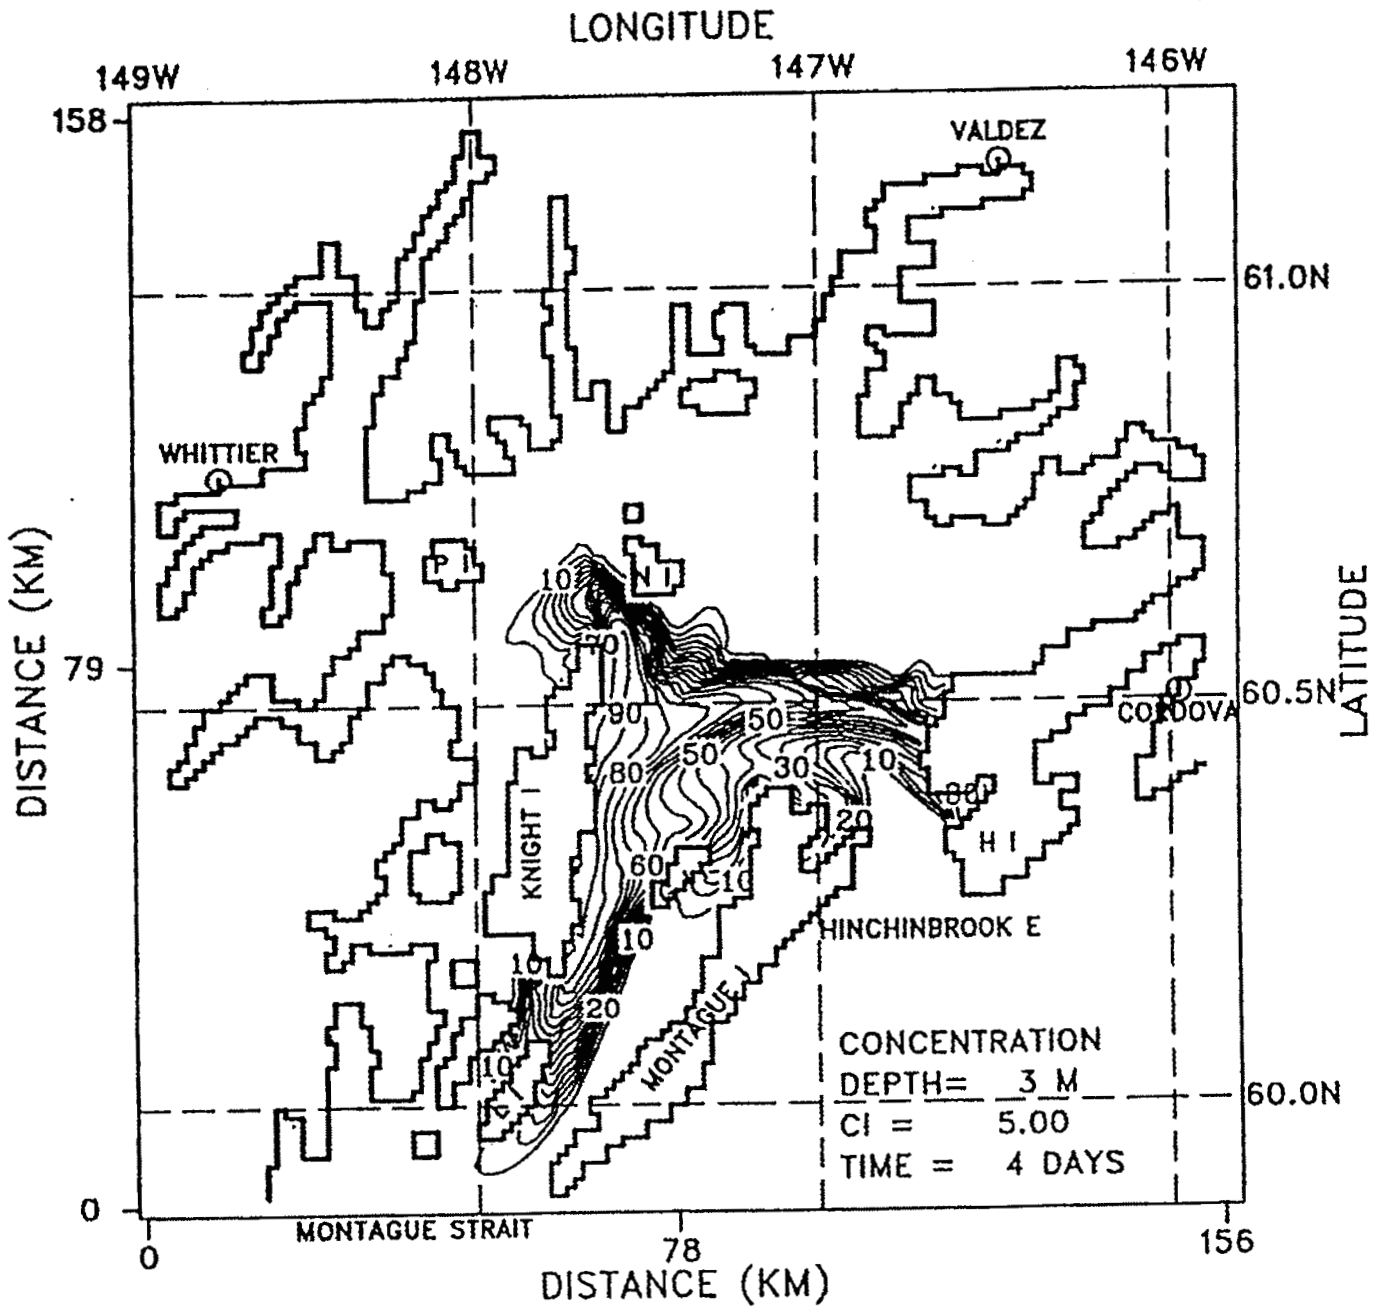 LONGITUDE
149W 148W 147W 146W
158
VALDEZ
61.0N
WHITTIER
P I
N I
10
70
79
60.5N
CORDOVA
90
50
50
80
30
10
80
20
KNIGHT I
H I
60
10
10
HINCHINBROOK E
10
20
MONTAGUE I
10
CONCENTRATION
DEPTH= 3 M
CI = 5.00
TIME = 4 DAYS
60.0N
0
MONTAGUE STRAIT
0 78 156
DISTANCE (KM)
DISTANCE (KM)
LATITUDE